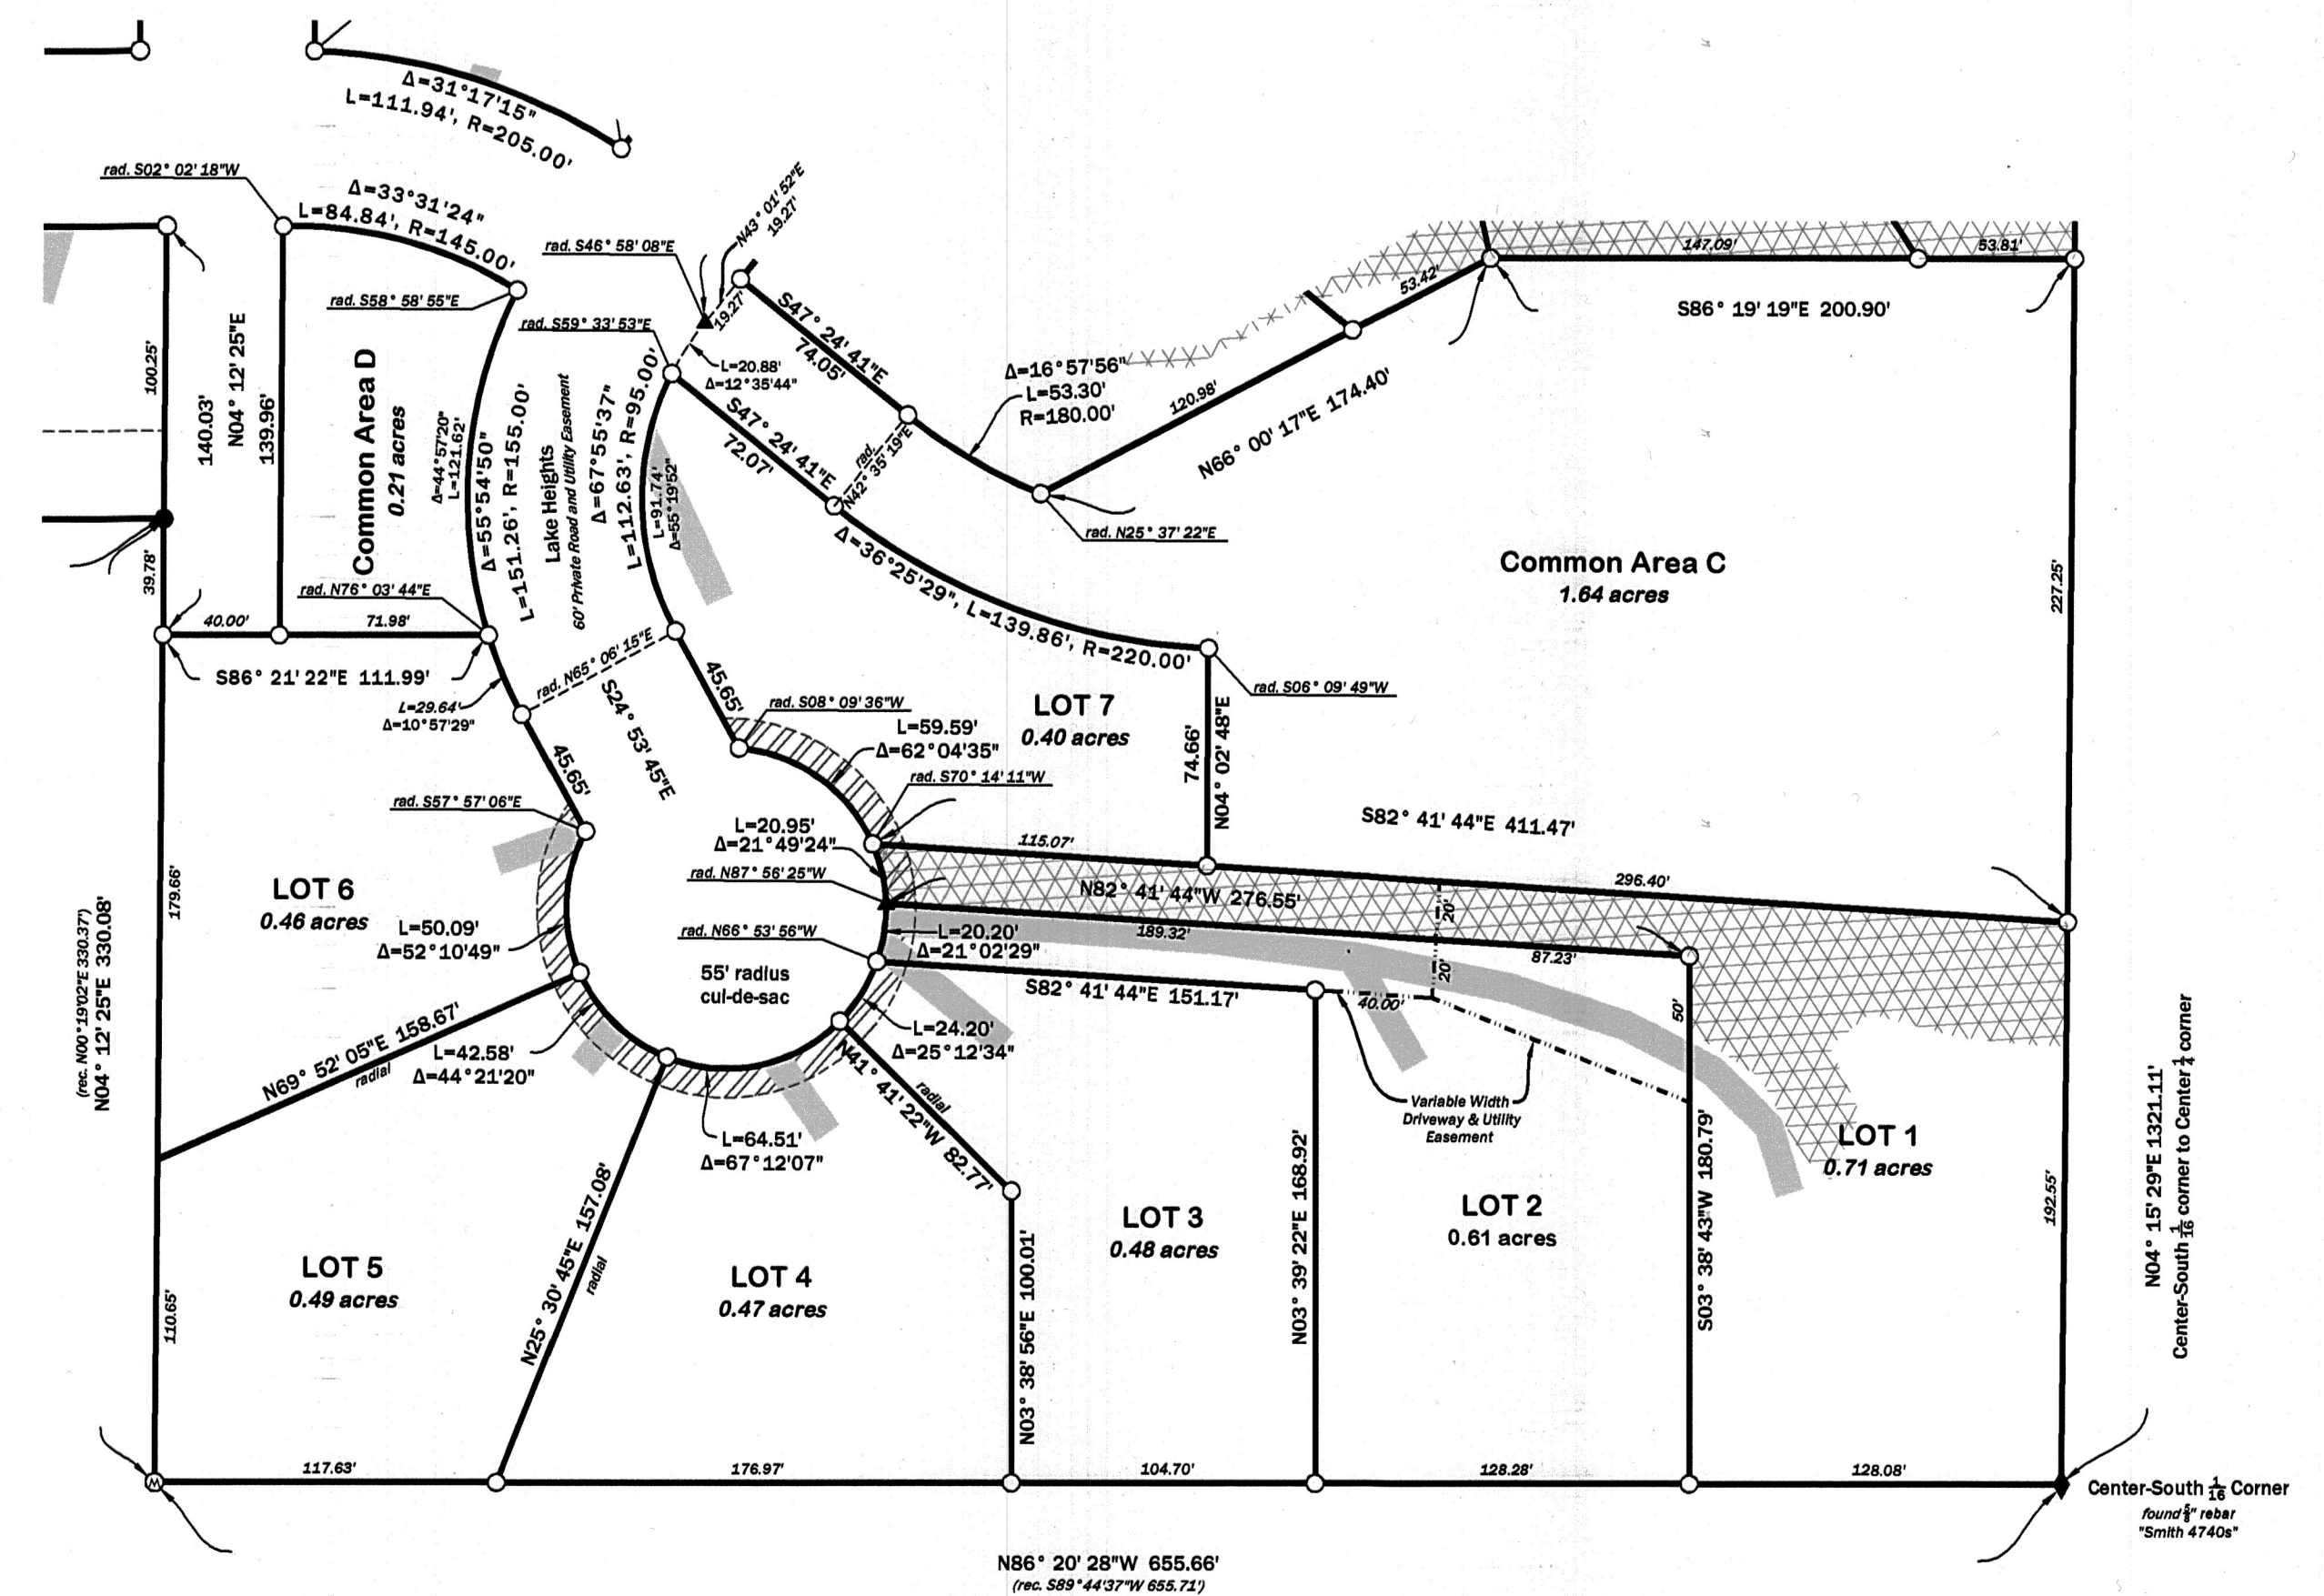 Δ=31°17'15"
L=111.94', R=205.00'
rad. S02° 02' 18"W
Δ=33°31'24"
L=84.84', R=145.00'
rad. S58° 58' 55"E
rad. S46° 58' 08"E
N43° 01' 52"E
19.27'
19.27'
rad. S59° 33' 53"E
L=20.88'
Δ=12°35'44"
S47° 24' 41"E
74.05'
S47° 24' 41"E
72.07'
rad.
N42° 35' 19"E
Δ=16°57'56"
L=53.30'
R=180.00'
rad. N25° 37' 22"E
53.42'
120.98'
N66° 00' 17"E 174.40'
147.09'
53.81'
S86° 19' 19"E 200.90'
227.25'
Common Area C
1.64 acres
100.25'
140.03'
N04° 12' 25"E
139.96'
39.78'
Common Area D
0.21 acres
Δ=44°57'20"
L=121.62'
Δ=55°54'50"
L=151.26', R=155.00'
Lake Heights
60' Private Road and Utility Easement
Δ=67°55'37"
L=112.63', R=95.00'
L=91.74'
Δ=55°19'52"
rad. N76° 03' 44"E
40.00'
71.98'
S86° 21' 22"E 111.99'
L=29.64'
Δ=10°57'29"
rad. N65° 06' 15"E
45.65'
S24° 53' 45"E
45.65'
Δ=36°25'29", L=139.86', R=220.00'
rad. S06° 09' 49"W
LOT 7
0.40 acres
74.66'
N04° 02' 48"E
rad. S08° 09' 36"W
L=59.59'
Δ=62°04'35"
rad. S70° 14' 11"W
rad. S57° 57' 06"E
L=20.95'
Δ=21°49'24"
rad. N87° 56' 25"W
115.07'
S82° 41' 44"E 411.47'
296.40'
N82° 41' 44"W 276.55'
189.32'
87.23'
20'
20'
rad. N66° 53' 56"W
L=20.20'
Δ=21°02'29"
55' radius
cul-de-sac
S82° 41' 44"E 151.17'
40.00'
50'
LOT 6
0.46 acres
179.66'
L=50.09'
Δ=52°10'49"
(rec. N00°19'02"E 330.37')
N04° 12' 25"E 330.08'
N69° 52' 05"E 158.67'
radial
L=42.58'
Δ=44°21'20"
L=24.20'
Δ=25°12'34"
L=64.51'
Δ=67°12'07"
N41° 41' 22"W 82.77'
radial
Variable Width
Driveway & Utility
Easement
LOT 1
0.71 acres
LOT 2
0.61 acres
LOT 3
0.48 acres
LOT 4
0.47 acres
LOT 5
0.49 acres
110.65'
N25° 30' 45"E 157.08'
radial
N03° 38' 56"E 100.01'
N03° 39' 22"E 168.92'
S03° 38' 43"W 180.79'
192.55'
N04° 15' 29"E 1321.11'
Center-South 1/16 corner to Center 1/4 corner
117.63'
176.97'
104.70'
128.28'
128.08'
M
Center-South 1/16 Corner
found 5/8" rebar
"Smith 4740s"
N86° 20' 28"W 655.66'
(rec. S89°44'37"W 655.71')